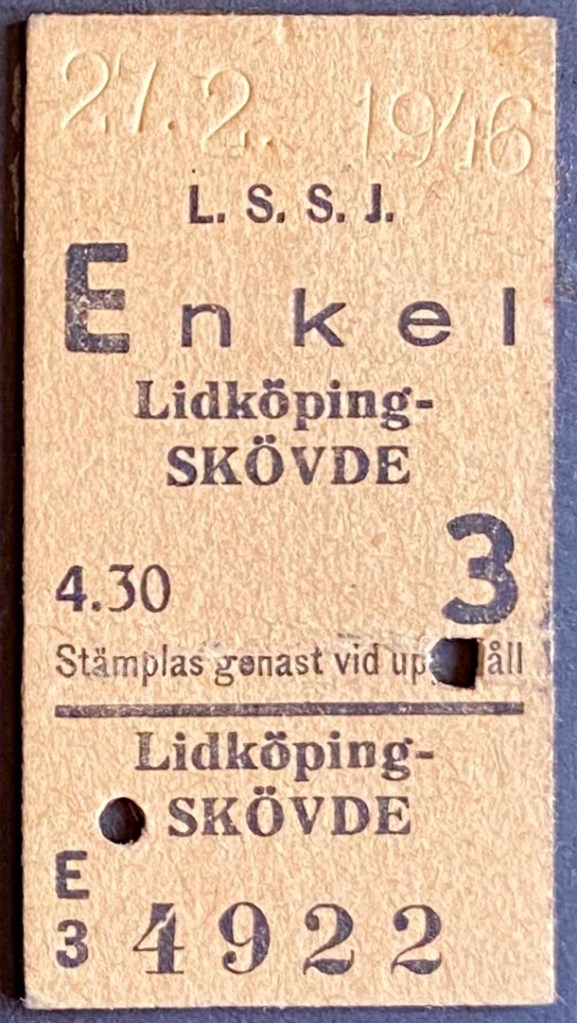 27.2. 1946
L. S. S. J.
Enkel
Lidköping-
SKÖVDE
4.30 3
Stämplas genast vid
Lidköping-
SKÖVDE
E
3 4922